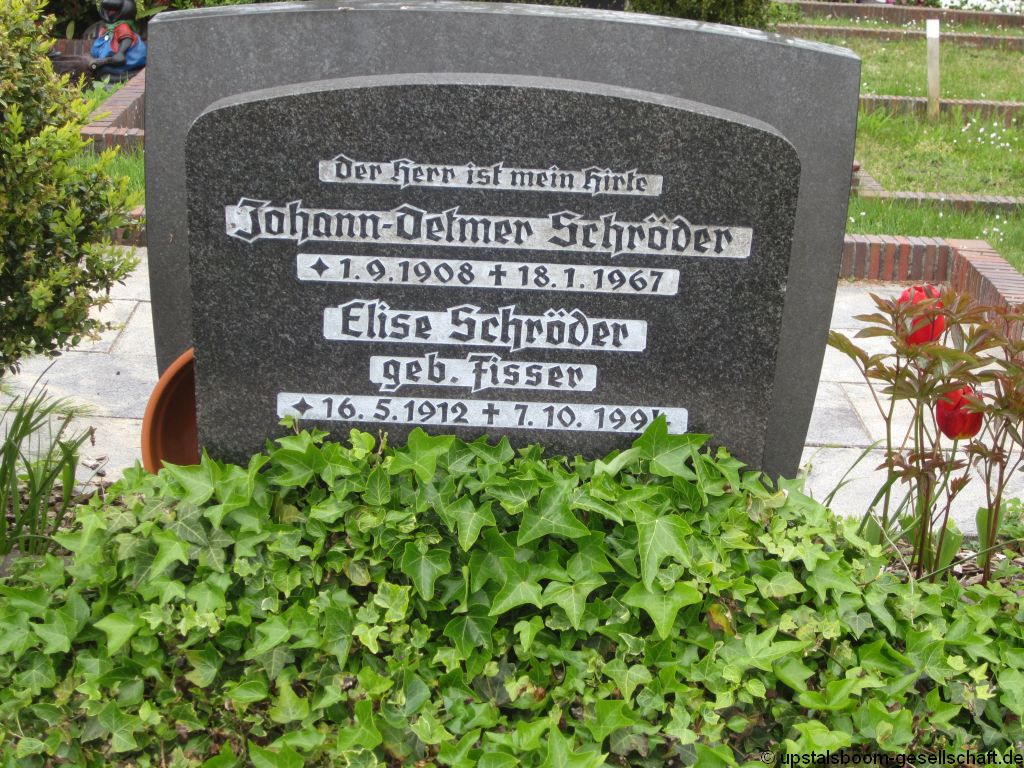 Der Herr ist mein Hirte
Johann-Detmer Schröder
✦ 1.9.1908 ✝ 18.1.1967
Elise Schröder
geb. Fisser
✦ 16.5.1912 ✝ 7.10.1991
© upstalsboom-gesellschaft.de